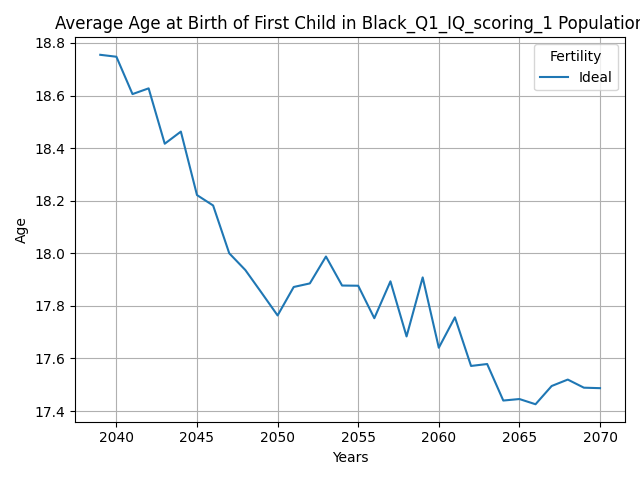 Average Age at Birth of First Child in Black_Q1_IQ_scoring_1 Population
Fertility
Ideal
18.8
18.6
18.4
18.2
18.0
17.8
17.6
17.4
Age
2040 2045 2050 2055 2060 2065 2070
Years